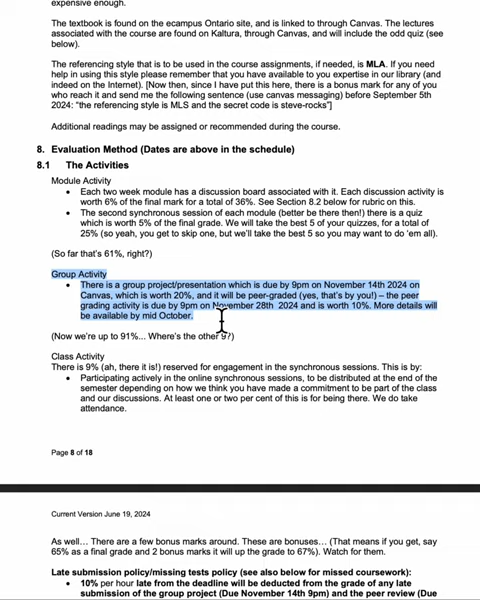 expensive enough.
The textbook is found on the ecampus Ontario site, and is linked to through Canvas. The lectures
associated with the course are found on Kaltura, through Canvas, and will include the odd quiz (see
below).
The referencing style that is to be used in the course assignments, if needed, is MLA. If you need
help in using this style please remember that you have available to you expertise in our library (and
indeed on the Internet). [Now then, since I have put this here, there is a bonus mark for any of you
who reach it and send me the following sentence (use canvas messaging) before September 5th
2024: “the referencing style is MLS and the secret code is steve-rocks”]
Additional readings may be assigned or recommended during the course.
8. Evaluation Method (Dates are above in the schedule)
8.1 The Activities
Module Activity
• Each two week module has a discussion board associated with it. Each discussion activity is
worth 6% of the final mark for a total of 36%. See Section 8.2 below for rubric on this.
• The second synchronous session of each module (better be there then!) there is a quiz
which is worth 5% of the final grade. We will take the best 5 of your quizzes, for a total of
25% (so yeah, you get to skip one, but we'll take the best 5 so you may want to do 'em all).
(So far that's 61%, right?)
Group Activity
• There is a group project/presentation which is due by 9pm on November 14th 2024 on
Canvas, which is worth 20%, and it will be peer-graded (yes, that's by you!) – the peer
grading activity is due by 9pm on November 28th 2024 and is worth 10%. More details will
be available by mid October.
(Now we're up to 91%... Where's the other 9?)
Class Activity
There is 9% (ah, there it is!) reserved for engagement in the synchronous sessions. This is by:
• Participating actively in the online synchronous sessions, to be distributed at the end of the
semester depending on how we think you have made a commitment to be part of the class
and our discussions. At least one or two per cent of this is for being there. We do take
attendance.
Page 8 of 18
Current Version June 19, 2024
As well… There are a few bonus marks around. These are bonuses… (That means if you get, say
65% as a final grade and 2 bonus marks it will up the grade to 67%). Watch for them.
Late submission policy/missing tests policy (see also below for missed coursework):
• 10% per hour late from the deadline will be deducted from the grade of any late
submission of the group project (Due November 14th 9pm) and the peer review (Due